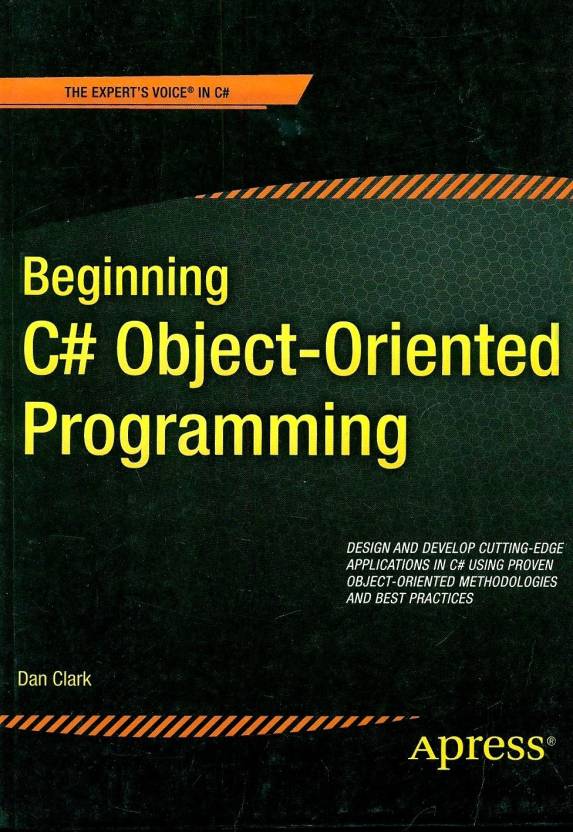 THE EXPERT'S VOICE® IN C#
Beginning
C# Object-Oriented
Programming
DESIGN AND DEVELOP CUTTING-EDGE
APPLICATIONS IN C# USING PROVEN
OBJECT-ORIENTED METHODOLOGIES
AND BEST PRACTICES
Dan Clark
Apress®